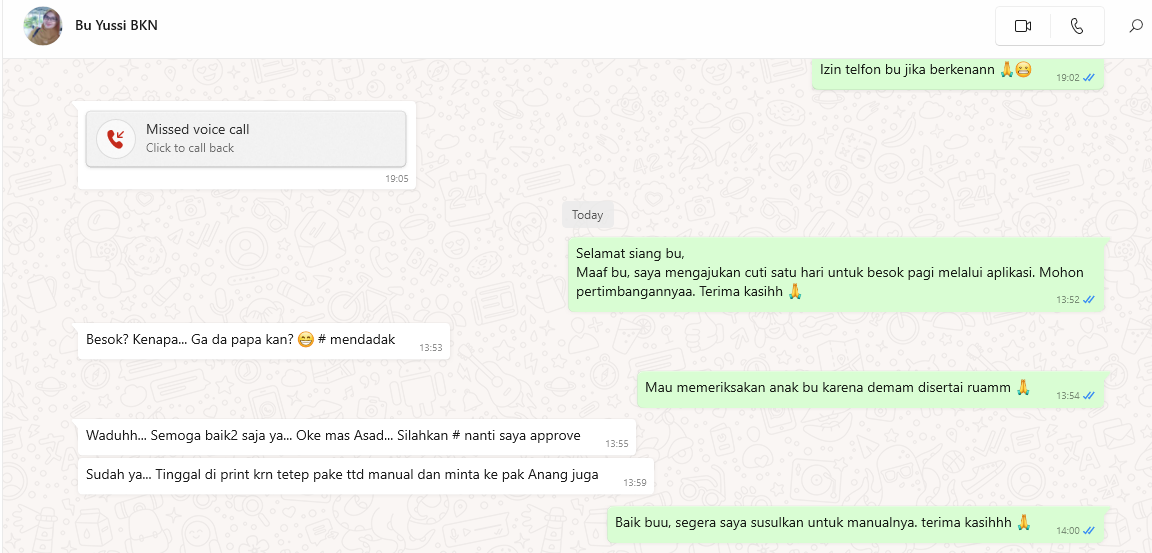 Bu Yussi BKN
Izin telfon bu jika berkenann 🙏😁
19:02
Missed voice call
Click to call back
19:05
Today
Selamat siang bu,
Maaf bu, saya mengajukan cuti satu hari untuk besok pagi melalui aplikasi. Mohon
pertimbangannyaa. Terima kasihh 🙏
13:52
Besok? Kenapa... Ga da papa kan? 😁 # mendadak
13:53
Mau memeriksakan anak bu karena demam disertai ruamm 🙏
13:54
Waduhh... Semoga baik2 saja ya... Oke mas Asad... Silahkan # nanti saya approve
13:55
Sudah ya... Tinggal di print krn tetep pake ttd manual dan minta ke pak Anang juga
13:59
Baik buu, segera saya susulkan untuk manualnya. terima kasihhh 🙏
14:00